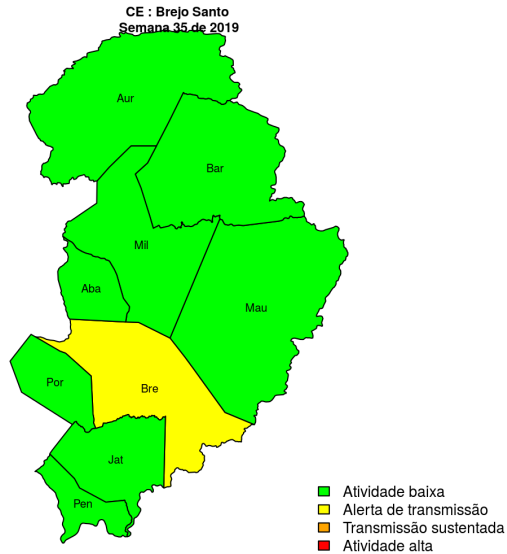 CE : Brejo Santo
Semana 35 de 2019
Aur
Bar
Mil
Aba
Mau
Por
Bre
Jat
Pen
Atividade baixa
Alerta de transmissão
Transmissão sustentada
Atividade alta